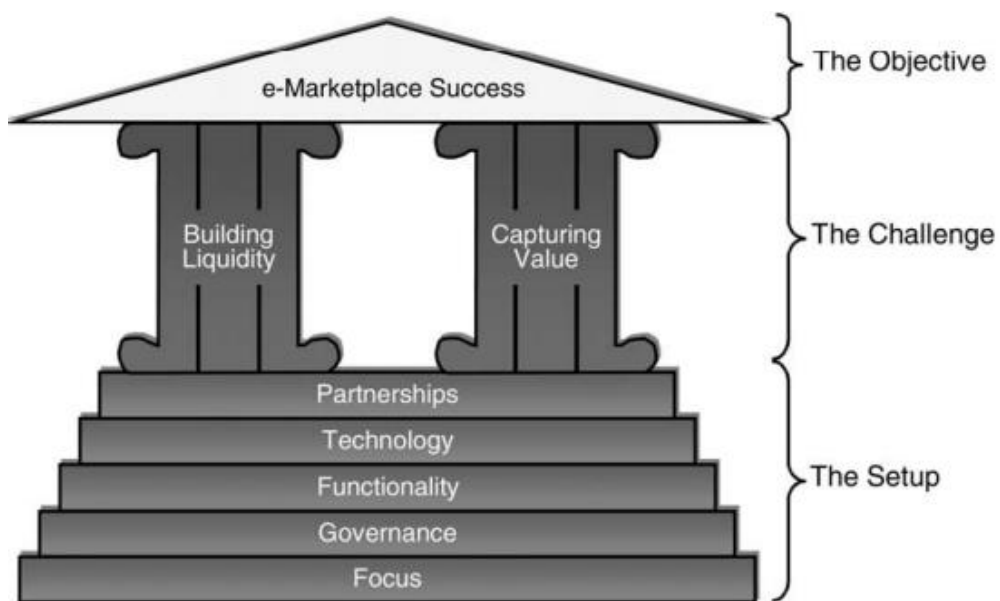 e-Marketplace Success
The Objective
Building
Liquidity
Capturing
Value
The Challenge
Partnerships
Technology
Functionality
Governance
Focus
The Setup